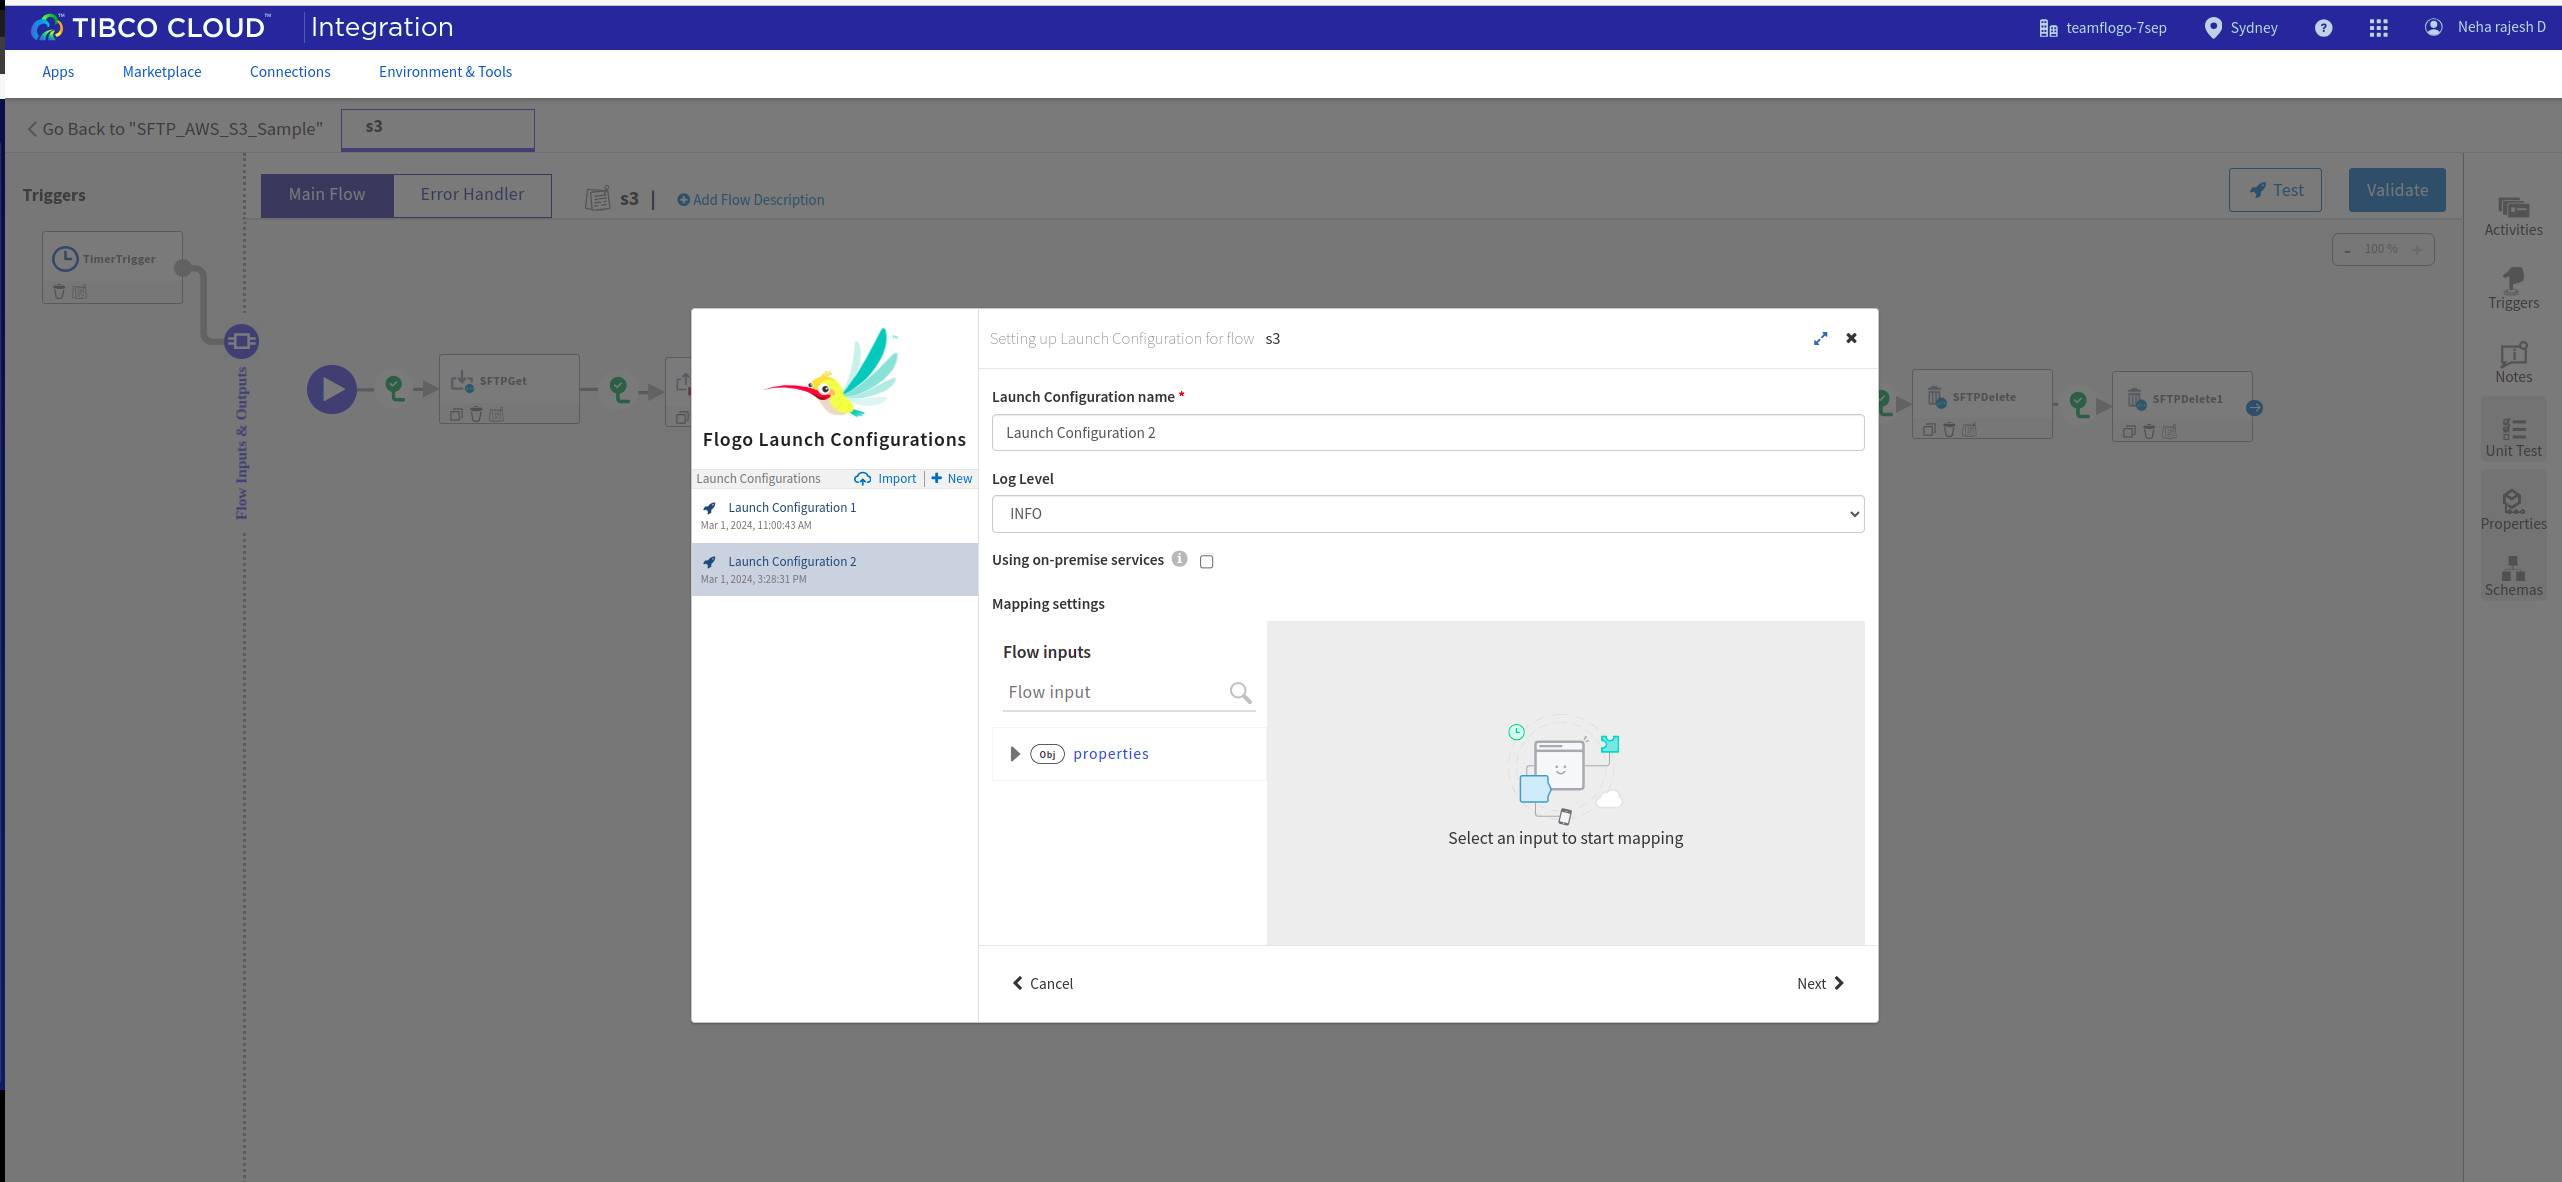 TIBCO CLOUD™ Integration
teamflogo-7sep Sydney ? Neha rajesh D
Apps Marketplace Connections Environment & Tools
Go Back to "SFTP_AWS_S3_Sample" s3
Triggers
Main Flow Error Handler s3 | Add Flow Description
Test Validate
TimerTrigger
- 100 % +
Flow Inputs & Outputs
SFTPGet
SFTPDelete
SFTPDelete1
Activities
Triggers
Notes
Unit Test
Properties
Schemas
Flogo Launch Configurations
Launch Configurations Import | + New
Launch Configuration 1
Mar 1, 2024, 11:00:43 AM
Launch Configuration 2
Mar 1, 2024, 3:28:31 PM
Setting up Launch Configuration for flow s3
Launch Configuration name *
Launch Configuration 2
Log Level
INFO
Using on-premise services i
Mapping settings
Flow inputs
Flow input
Obj properties
Select an input to start mapping
Cancel Next